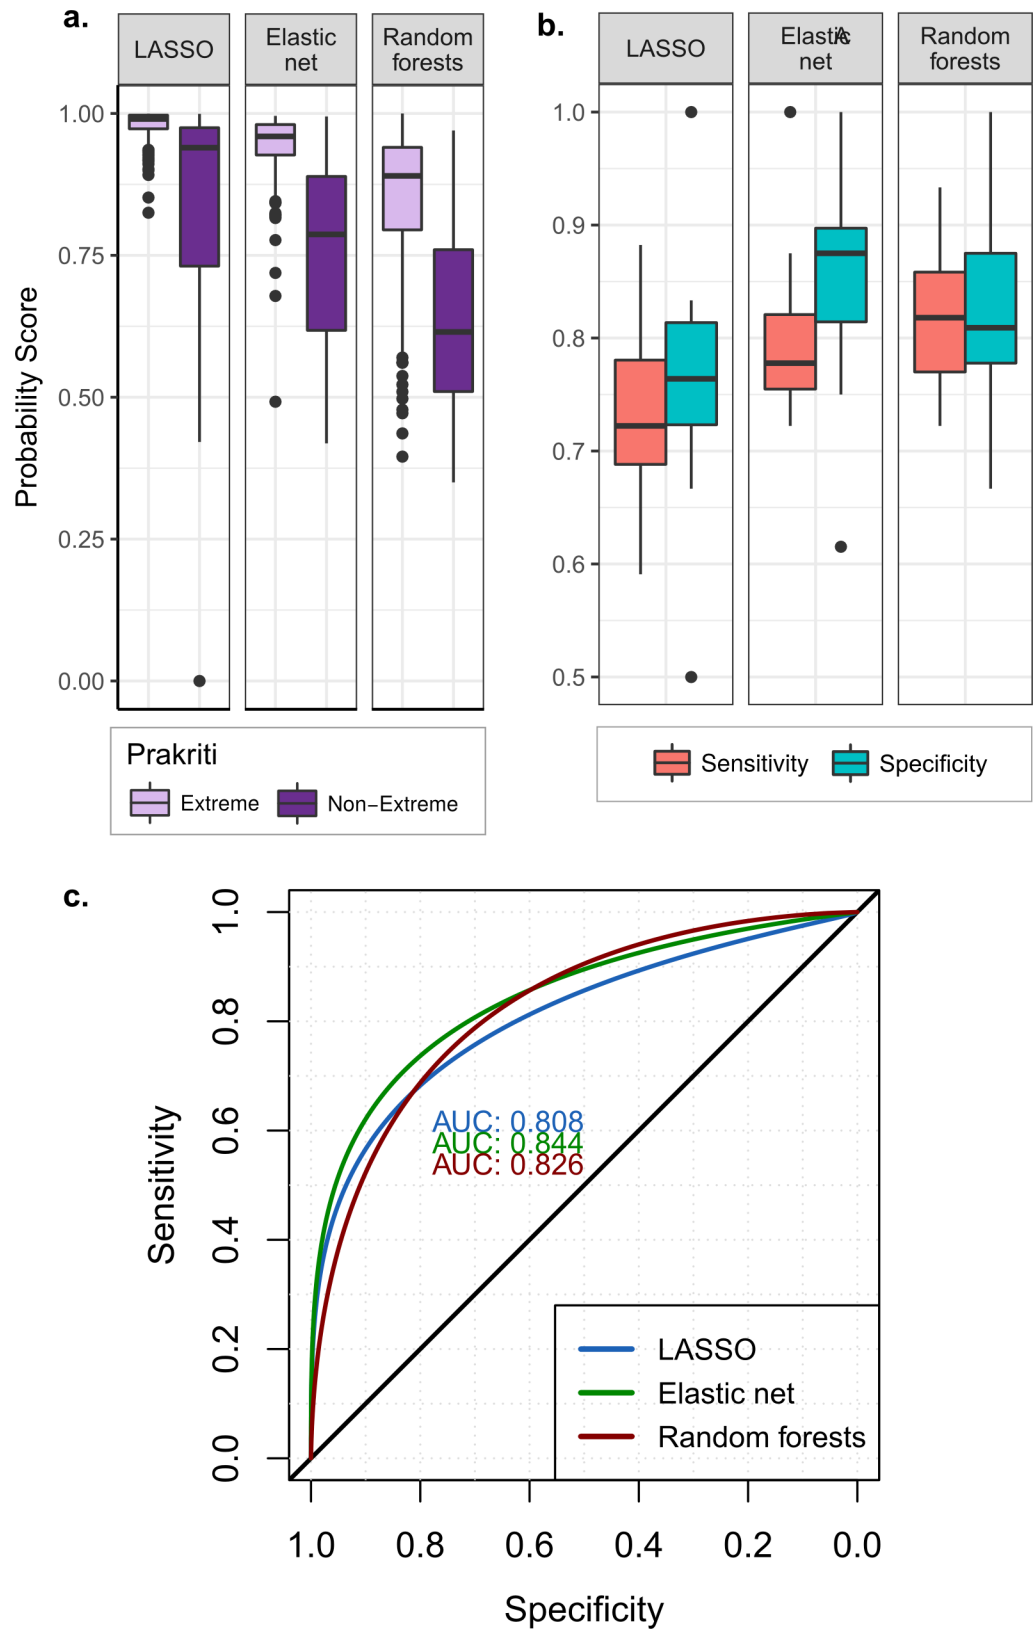 a.
LASSO
Elastic
net
Random
forests
1.00
0.75
0.50
0.25
0.00
Probability Score
Prakriti
Extreme
Non−Extreme
b.
LASSO
Elastic
net
Random
forests
1.0
0.9
0.8
0.7
0.6
0.5
Sensitivity
Specificity
c.
1.0
0.8
0.6
0.4
0.2
0.0
Sensitivity
AUC: 0.808
AUC: 0.844
AUC: 0.826
LASSO
Elastic net
Random forests
1.0 0.8 0.6 0.4 0.2 0.0
Specificity